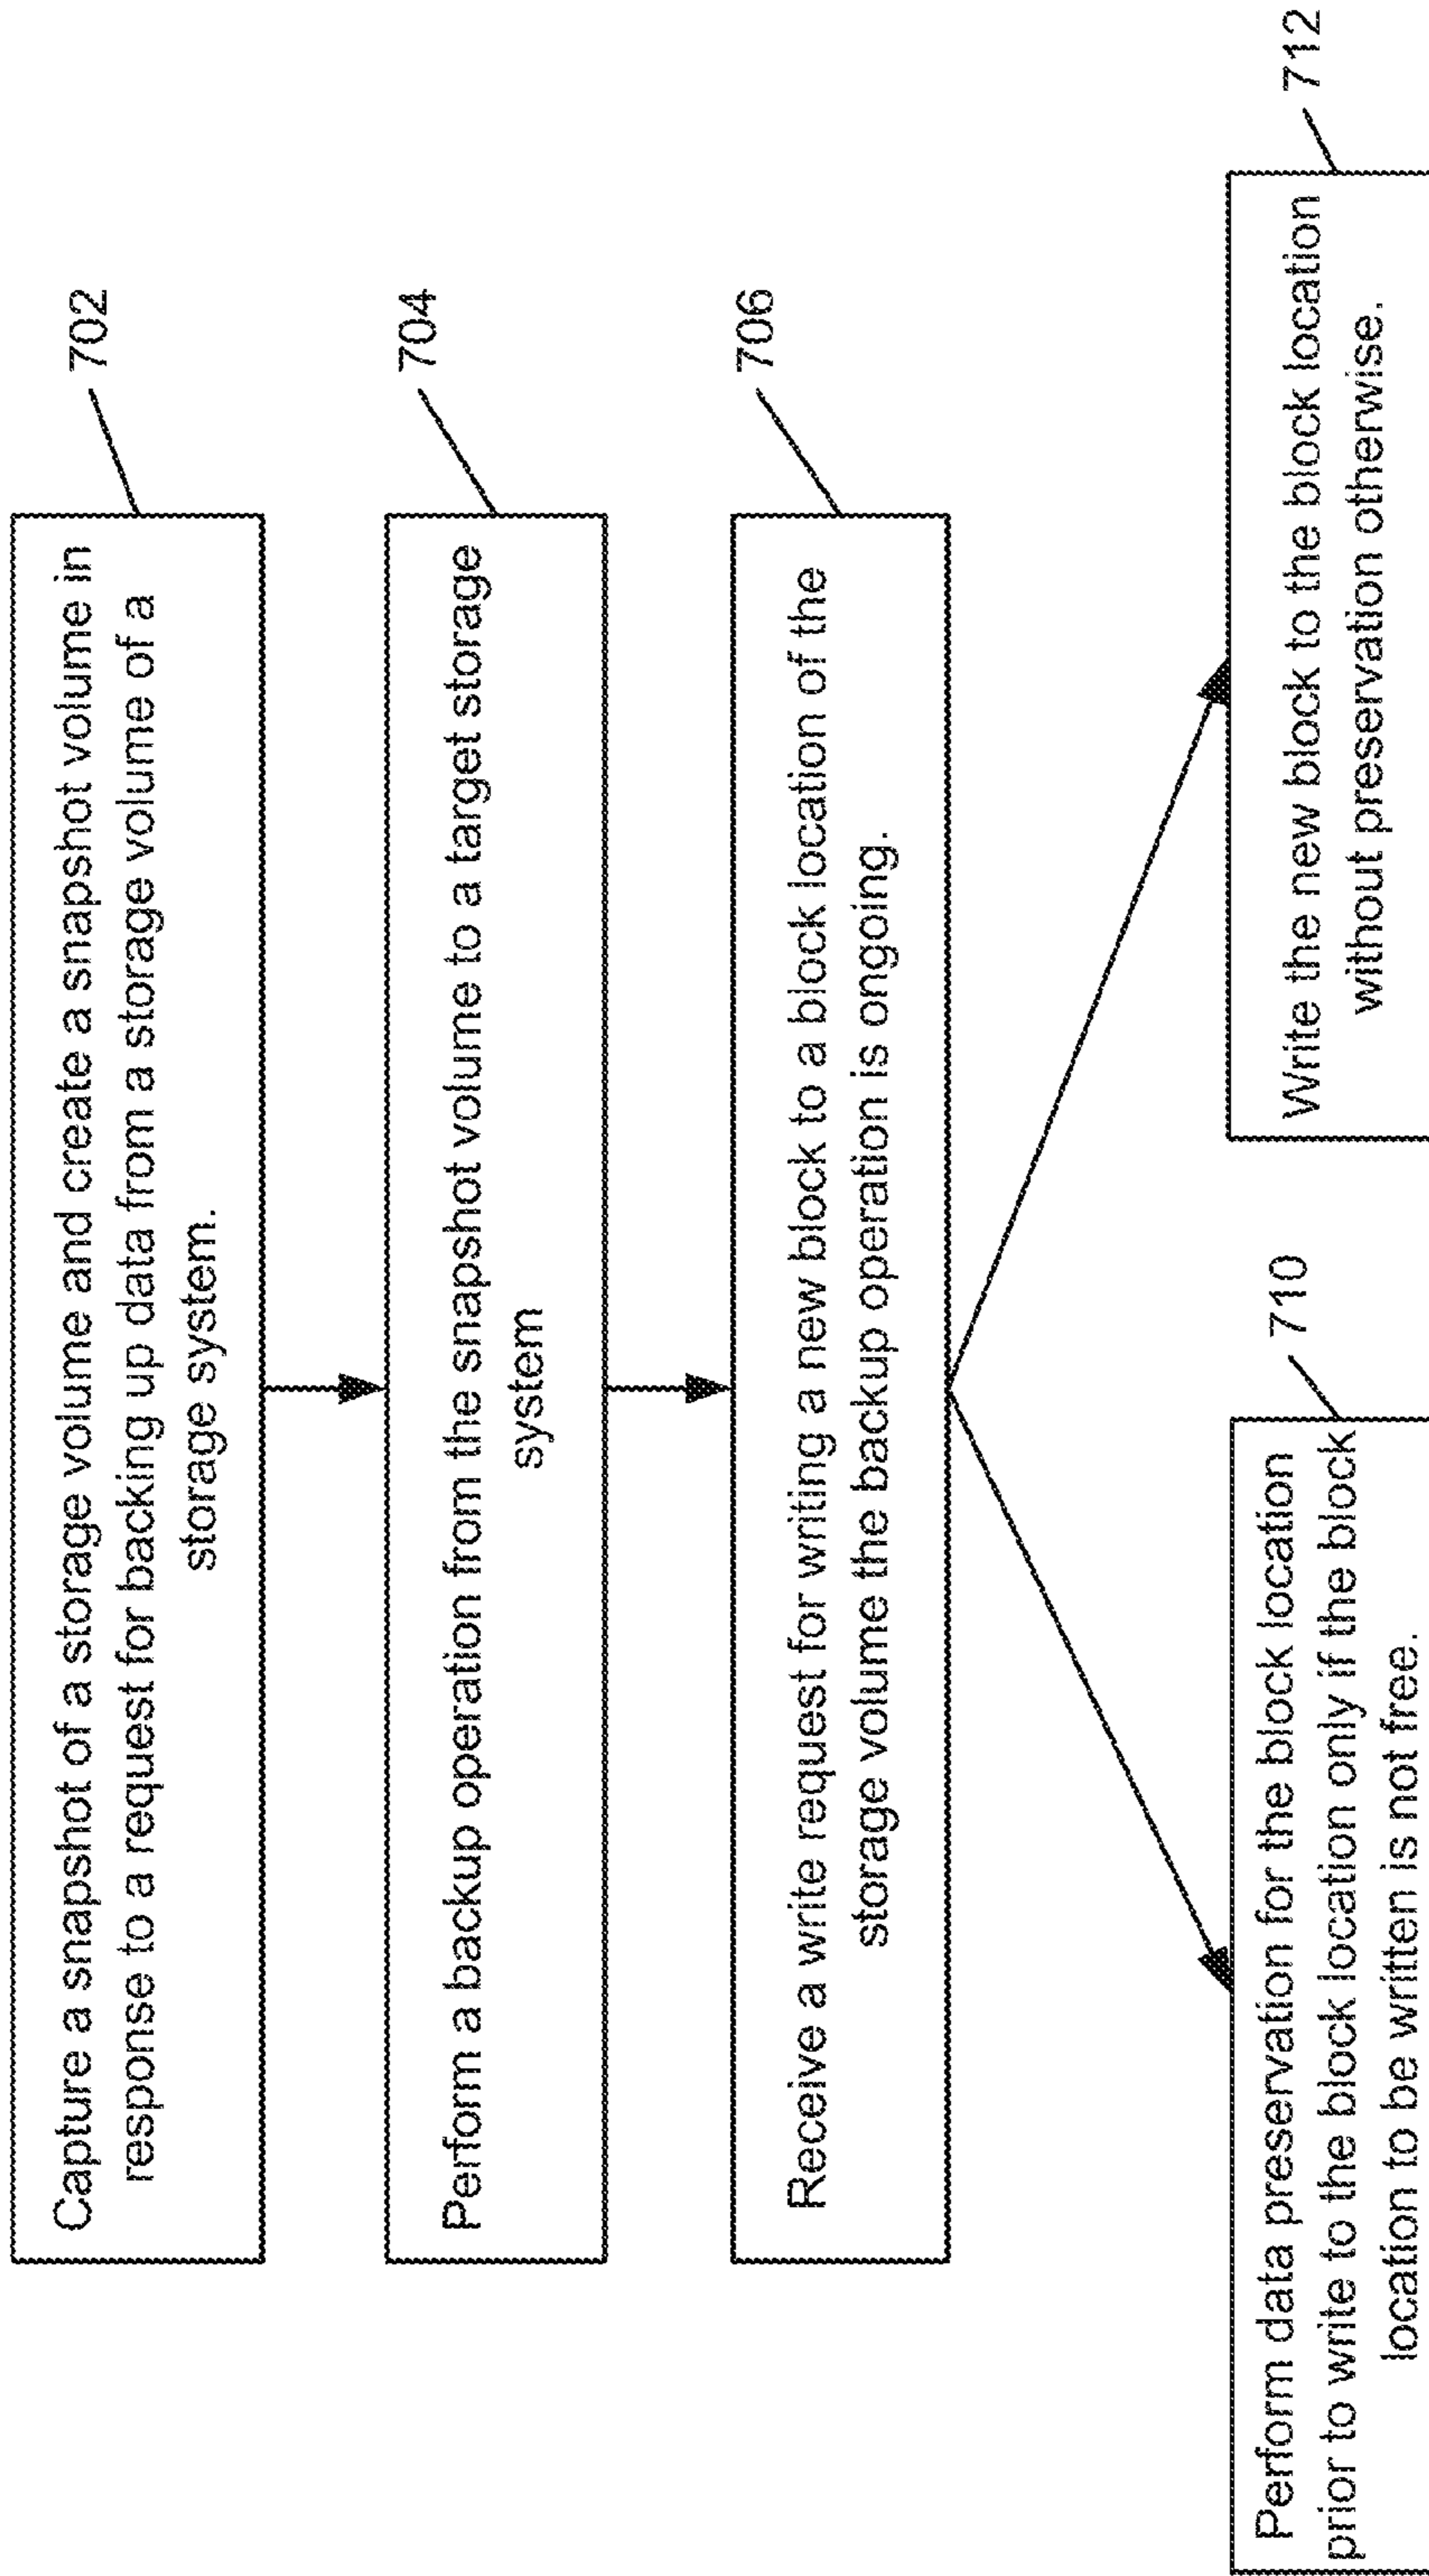 Capture a snapshot of a storage volume and create a snapshot volume in
response to a request for backing up data from a storage volume of a
storage system.
702
Perform a backup operation from the snapshot volume to a target storage
system
704
Receive a write request for writing a new block to a block location of the
storage volume the backup operation is ongoing.
706
Perform data preservation for the block location
prior to write to the block location only if the block
location to be written is not free.
710
Write the new block to the block location
without preservation otherwise.
712